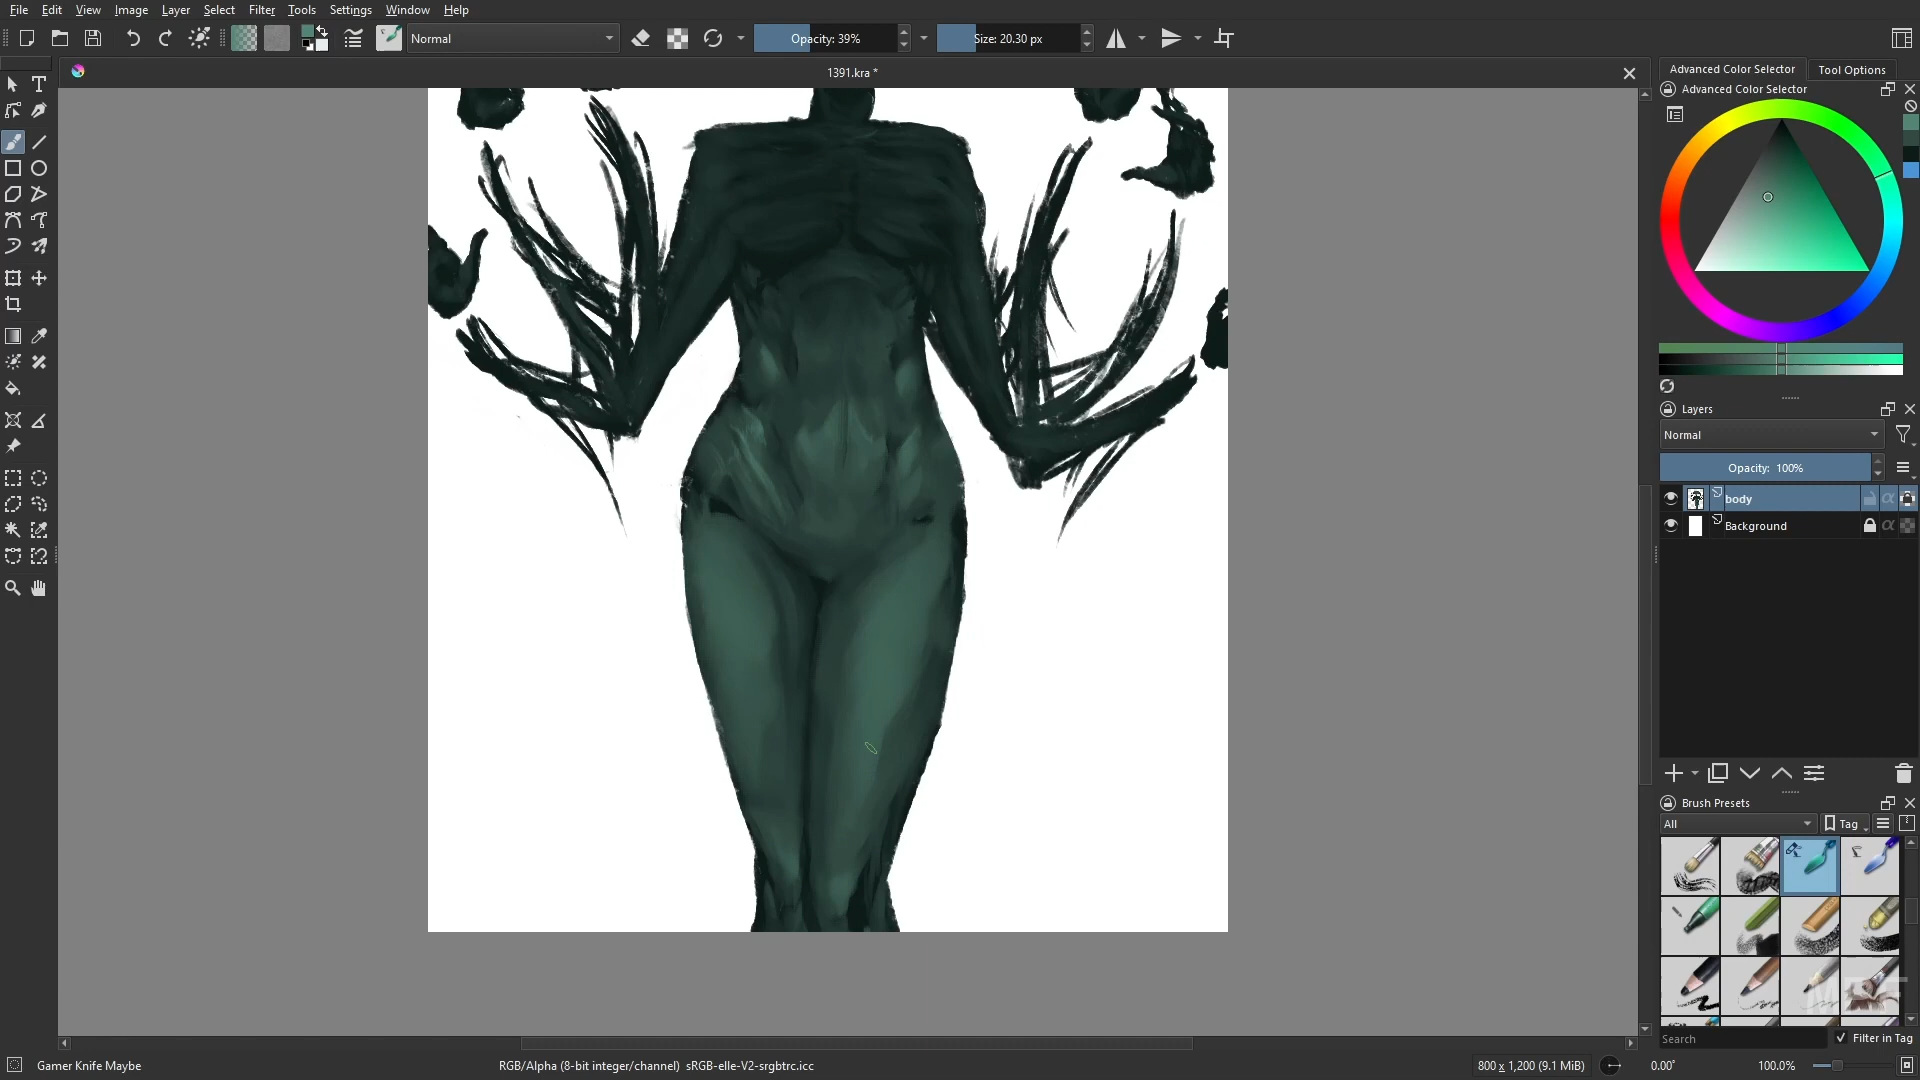 File Edit View Image Layer Select Filter Tools Settings Window Help
Normal
Opacity: 39%
Size: 20.30 px
1391.kra *
Advanced Color Selector
Tool Options
Advanced Color Selector
Layers
Normal
Opacity: 100%
body
Background
Brush Presets
All
Tag
Search
Filter in Tag
Gamer Knife Maybe
RGB/Alpha (8-bit integer/channel) sRGB-elle-V2-srgbtrc.icc
800 x 1,200 (9.1 MiB)
0.00°
100.0%